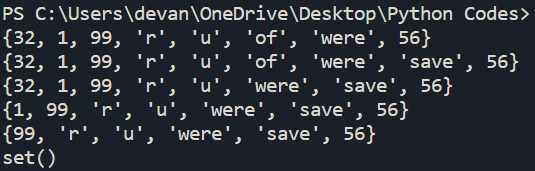 PS C:\Users\devan\OneDrive\Desktop\Python Codes>
{32, 1, 99, 'r', 'u', 'of', 'were', 56}
{32, 1, 99, 'r', 'u', 'of', 'were', 'save', 56}
{32, 1, 99, 'r', 'u', 'were', 'save', 56}
{1, 99, 'r', 'u', 'were', 'save', 56}
{99, 'r', 'u', 'were', 'save', 56}
set()